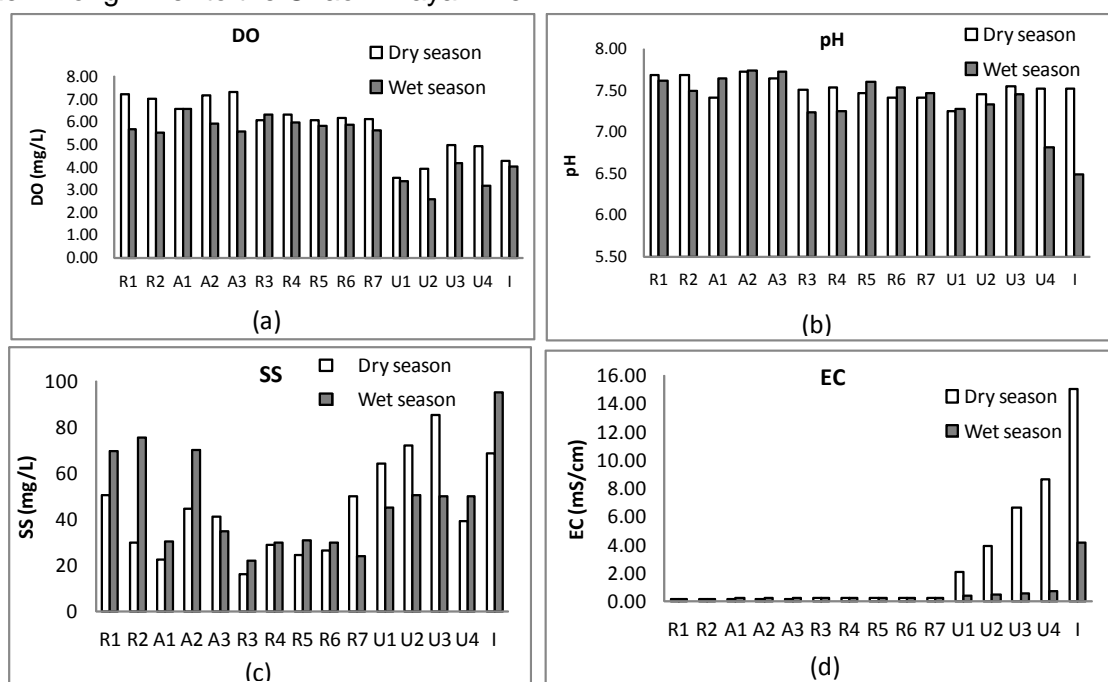 to the
DO
Dry season
Wet season
8.00
7.00
6.00
5.00
4.00
3.00
2.00
1.00
0.00
DO (mg/L)
R1 R2 A1 A2 A3 R3 R4 R5 R6 R7 U1 U2 U3 U4 I
(a)
pH
Dry season
Wet season
8.00
7.50
7.00
6.50
6.00
5.50
pH
R1 R2 A1 A2 A3 R3 R4 R5 R6 R7 U1 U2 U3 U4 I
(b)
SS
Dry season
Wet season
100
80
60
40
20
0
SS (mg/L)
R1 R2 A1 A2 A3 R3 R4 R5 R6 R7 U1 U2 U3 U4 I
(c)
EC
Dry season
Wet season
16.00
14.00
12.00
10.00
8.00
6.00
4.00
2.00
0.00
EC (mS/cm)
R1 R2 A1 A2 A3 R3 R4 R5 R6 R7 U1 U2 U3 U4 I
(d)